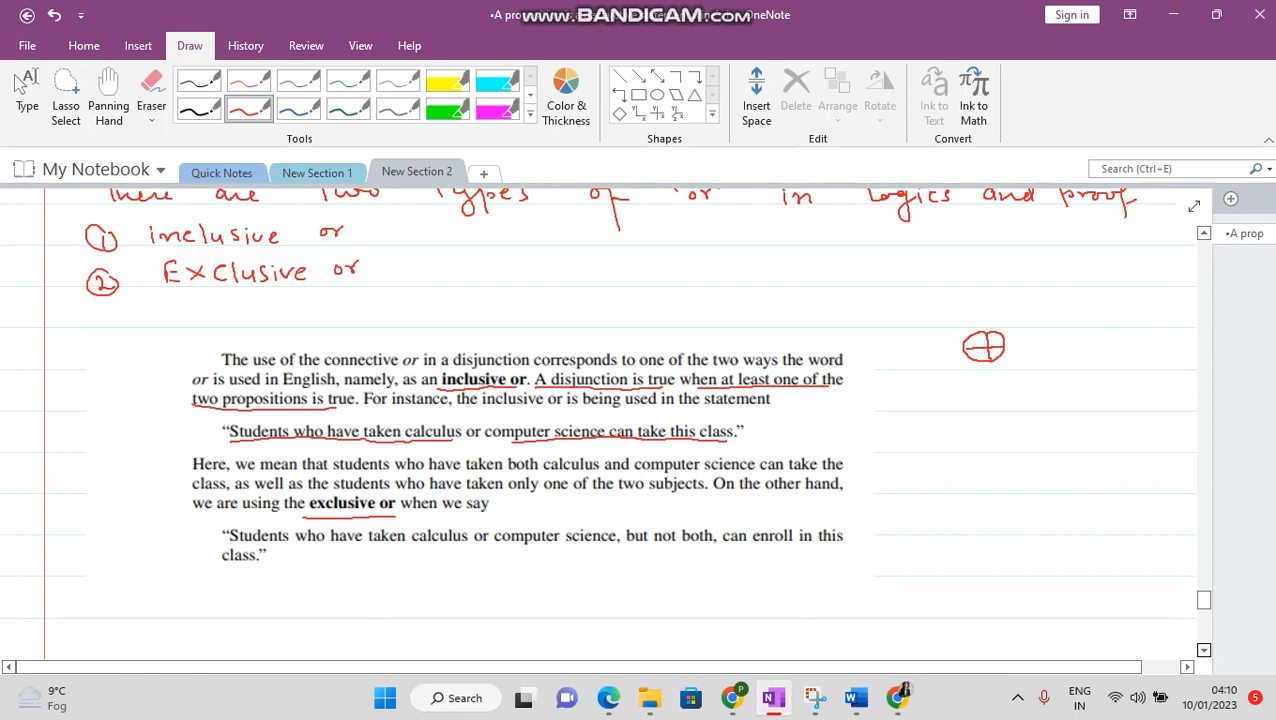 www.BANDICAM.com
•A prop
OneNote
Sign in
File Home Insert Draw History Review View Help
Type
Lasso Select
Panning Hand
Eraser
Color & Thickness
Insert Space
Delete
Arrange
Rotate
Ink to Text
Ink to Math
Tools
Shapes
Edit
Convert
My Notebook
Quick Notes
New Section 1
New Section 2
Search (Ctrl+E)
There are two Types of 'or' in Logics and proof
•A prop
① inclusive or
② Exclusive or
The use of the connective or in a disjunction corresponds to one of the two ways the word
or is used in English, namely, as an inclusive or. A disjunction is true when at least one of the
two propositions is true. For instance, the inclusive or is being used in the statement
“Students who have taken calculus or computer science can take this class.”
Here, we mean that students who have taken both calculus and computer science can take the
class, as well as the students who have taken only one of the two subjects. On the other hand,
we are using the exclusive or when we say
“Students who have taken calculus or computer science, but not both, can enroll in this
class.”
⊕
9°C
Fog
Search
ENG
IN
04:10
10/01/2023
5